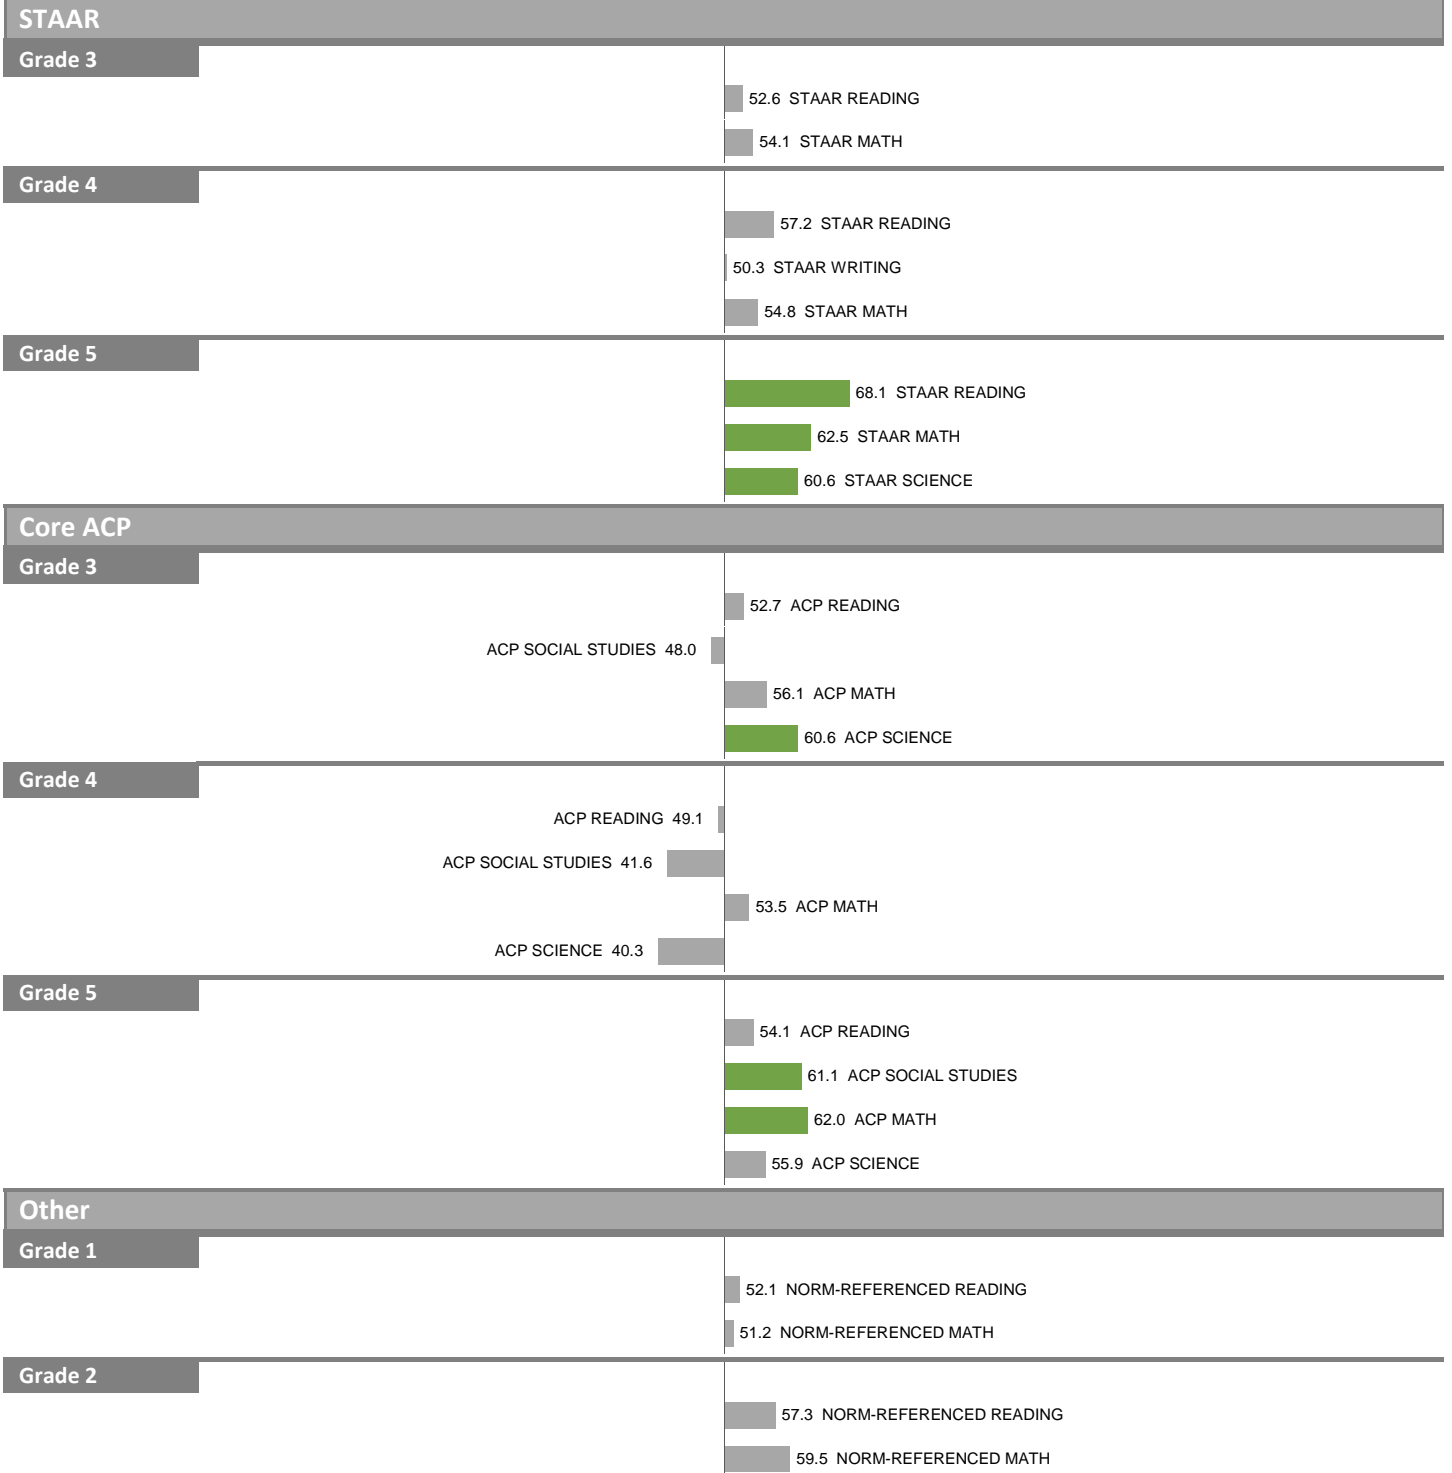 STAAR
Grade 3
52.6 STAAR READING
54.1 STAAR MATH
Grade 4
57.2 STAAR READING
50.3 STAAR WRITING
54.8 STAAR MATH
Grade 5
68.1 STAAR READING
62.5 STAAR MATH
60.6 STAAR SCIENCE
Core ACP
Grade 3
52.7 ACP READING
ACP SOCIAL STUDIES 48.0
56.1 ACP MATH
60.6 ACP SCIENCE
Grade 4
ACP READING 49.1
ACP SOCIAL STUDIES 41.6
53.5 ACP MATH
ACP SCIENCE 40.3
Grade 5
54.1 ACP READING
61.1 ACP SOCIAL STUDIES
62.0 ACP MATH
55.9 ACP SCIENCE
Other
Grade 1
52.1 NORM-REFERENCED READING
51.2 NORM-REFERENCED MATH
Grade 2
57.3 NORM-REFERENCED READING
59.5 NORM-REFERENCED MATH